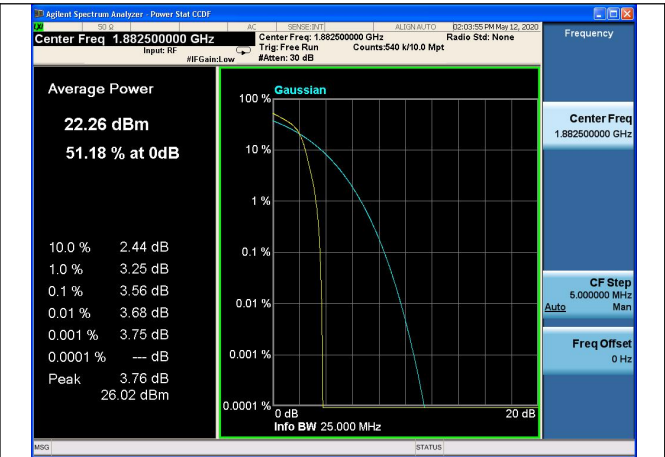 Agilent Spectrum Analyzer - Power Stat CCDF
50 Ω AC SENSE:INT ALIGN AUTO 02:03:55 PM May 12, 2020
Center Freq 1.882500000 GHz
Input: RF
#IFGain:Low
Center Freq: 1.882500000 GHz
Trig: Free Run
Counts:540 k/10.0 Mpt
#Atten: 30 dB
Radio Std: None
Frequency
Average Power
22.26 dBm
51.18 % at 0dB
10.0 % 2.44 dB
1.0 % 3.25 dB
0.1 % 3.56 dB
0.01 % 3.68 dB
0.001 % 3.75 dB
0.0001 % --- dB
Peak 3.76 dB
26.02 dBm
Gaussian
100 %
10 %
1 %
0.1 %
0.01 %
0.001 %
0.0001 %
0 dB 20 dB
Info BW 25.000 MHz
Center Freq
1.882500000 GHz
CF Step
5.000000 MHz
Auto Man
Freq Offset
0 Hz
MSG STATUS